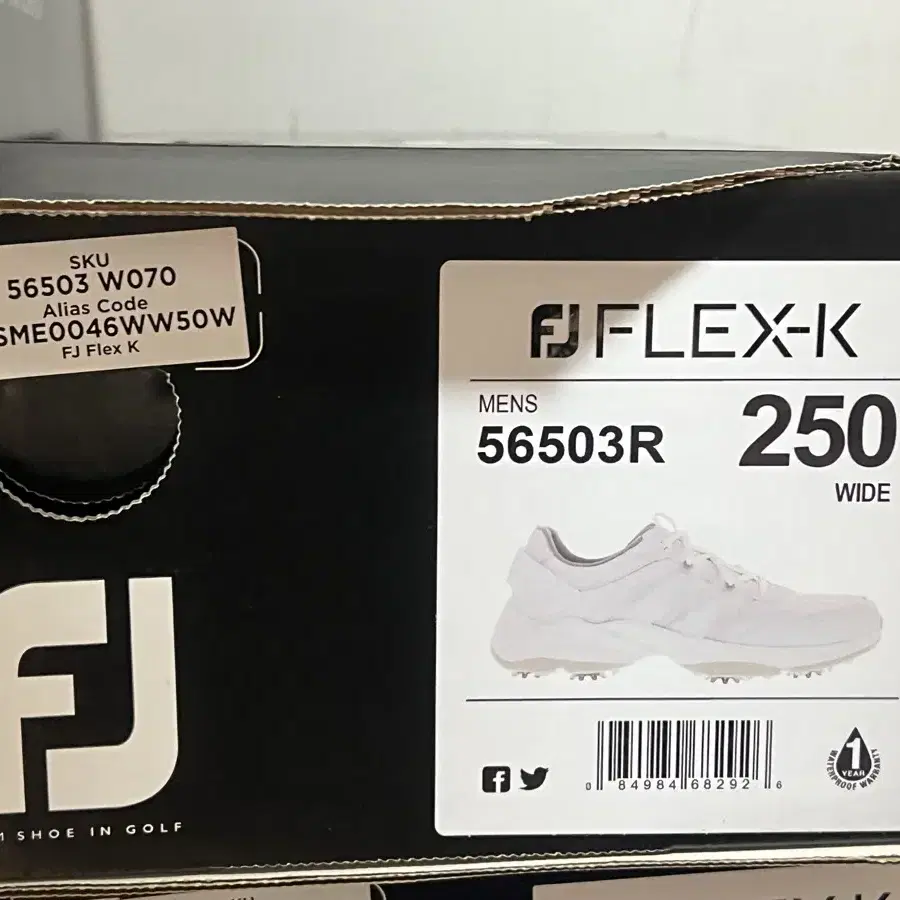 SKU
56503 W070
Alias Code
SME0046WW50W
FJ Flex K
FJ FLEX-K
MENS
56503R
250
WIDE
FJ
SHOE IN GOLF
0 84984 68292 6
1
YEAR
WATERPROOF WARRANTY